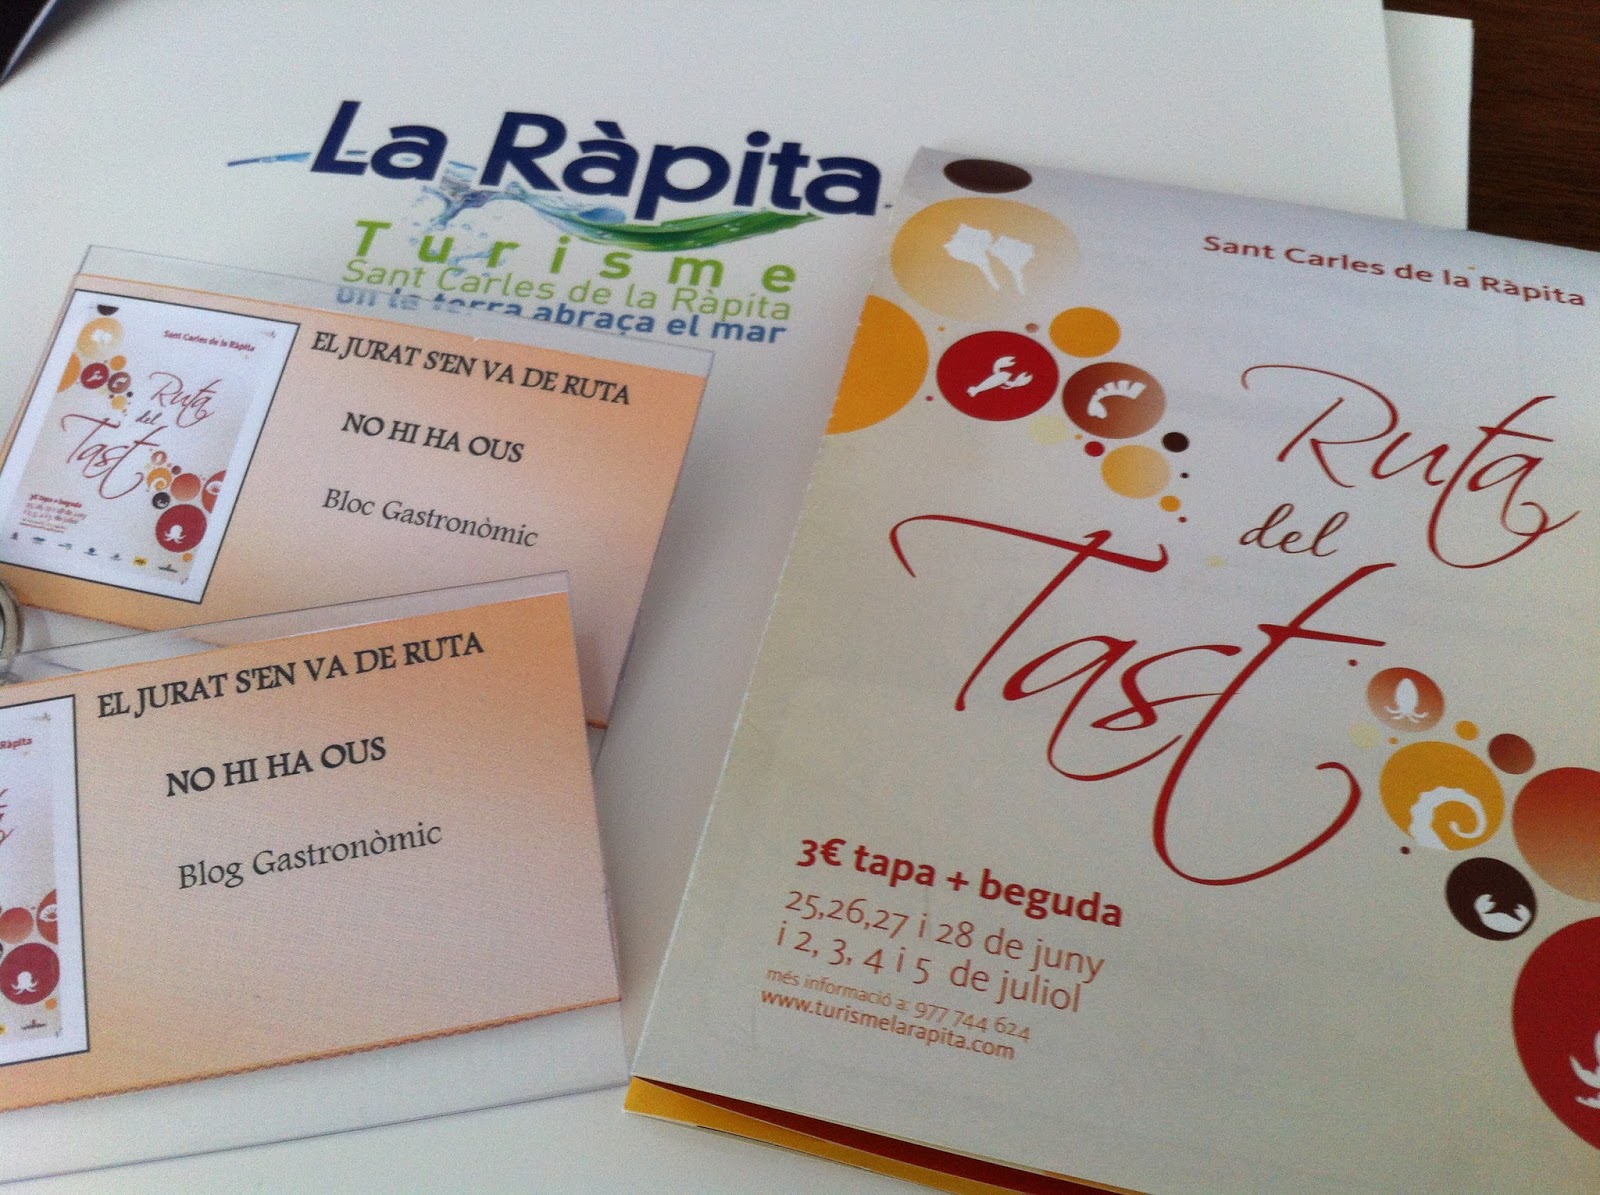 La Ràpita
Turisme
Sant Carles de la Ràpita
on la terra abraça el mar
EL JURAT S'EN VA DE RUTA
NO HI HA OUS
Bloc Gastronòmic
Sant Carles de la Ràpita
Ruta
del
Tast
3€ tapa + beguda
EL JURAT S'EN VA DE RUTA
NO HI HA OUS
Blog Gastronòmic
Ràpita
Sant Carles de la Ràpita
Ruta
del
Tast
3€ tapa + beguda
25,26,27 i 28 de juny
i 2, 3, 4 i 5 de juliol
més informació a: 977 744 624
www.turismelarapita.com